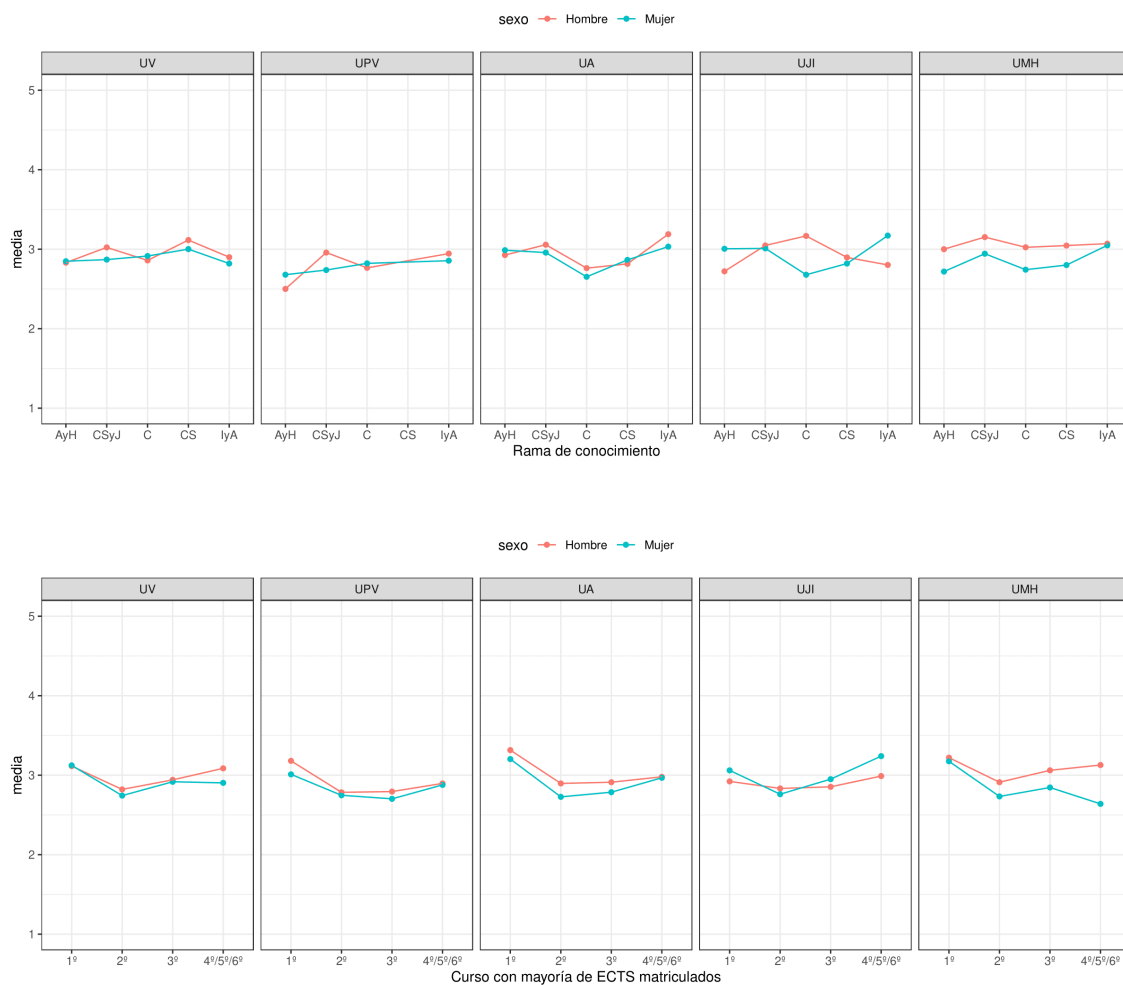 sexo Hombre Mujer
UV UPV UA UJI UMH
5
4
3
2
1
media
AyH CSyJ C CS IyA AyH CSyJ C CS IyA AyH CSyJ C CS IyA AyH CSyJ C CS IyA AyH CSyJ C CS IyA
Rama de conocimiento
sexo Hombre Mujer
UV UPV UA UJI UMH
5
4
3
2
1
media
1º 2º 3º 4º/5º/6º 1º 2º 3º 4º/5º/6º 1º 2º 3º 4º/5º/6º 1º 2º 3º 4º/5º/6º 1º 2º 3º 4º/5º/6º
Curso con mayoría de ECTS matriculados